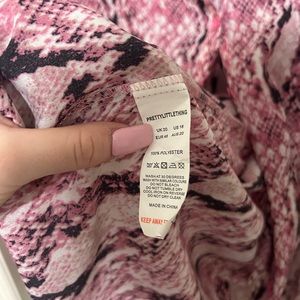 PRETTYLITTLETHING
UK 20 US 16
EUR 48 AUS 20
100% POLYESTER
WASH AT 30 DEGREES
WASH WITH SIMILAR COLOURS
DO NOT BLEACH
DO NOT TUMBLE DRY
COOL IRON ON REVERSE
DO NOT DRY CLEAN
MADE IN CHINA
KEEP AWAY